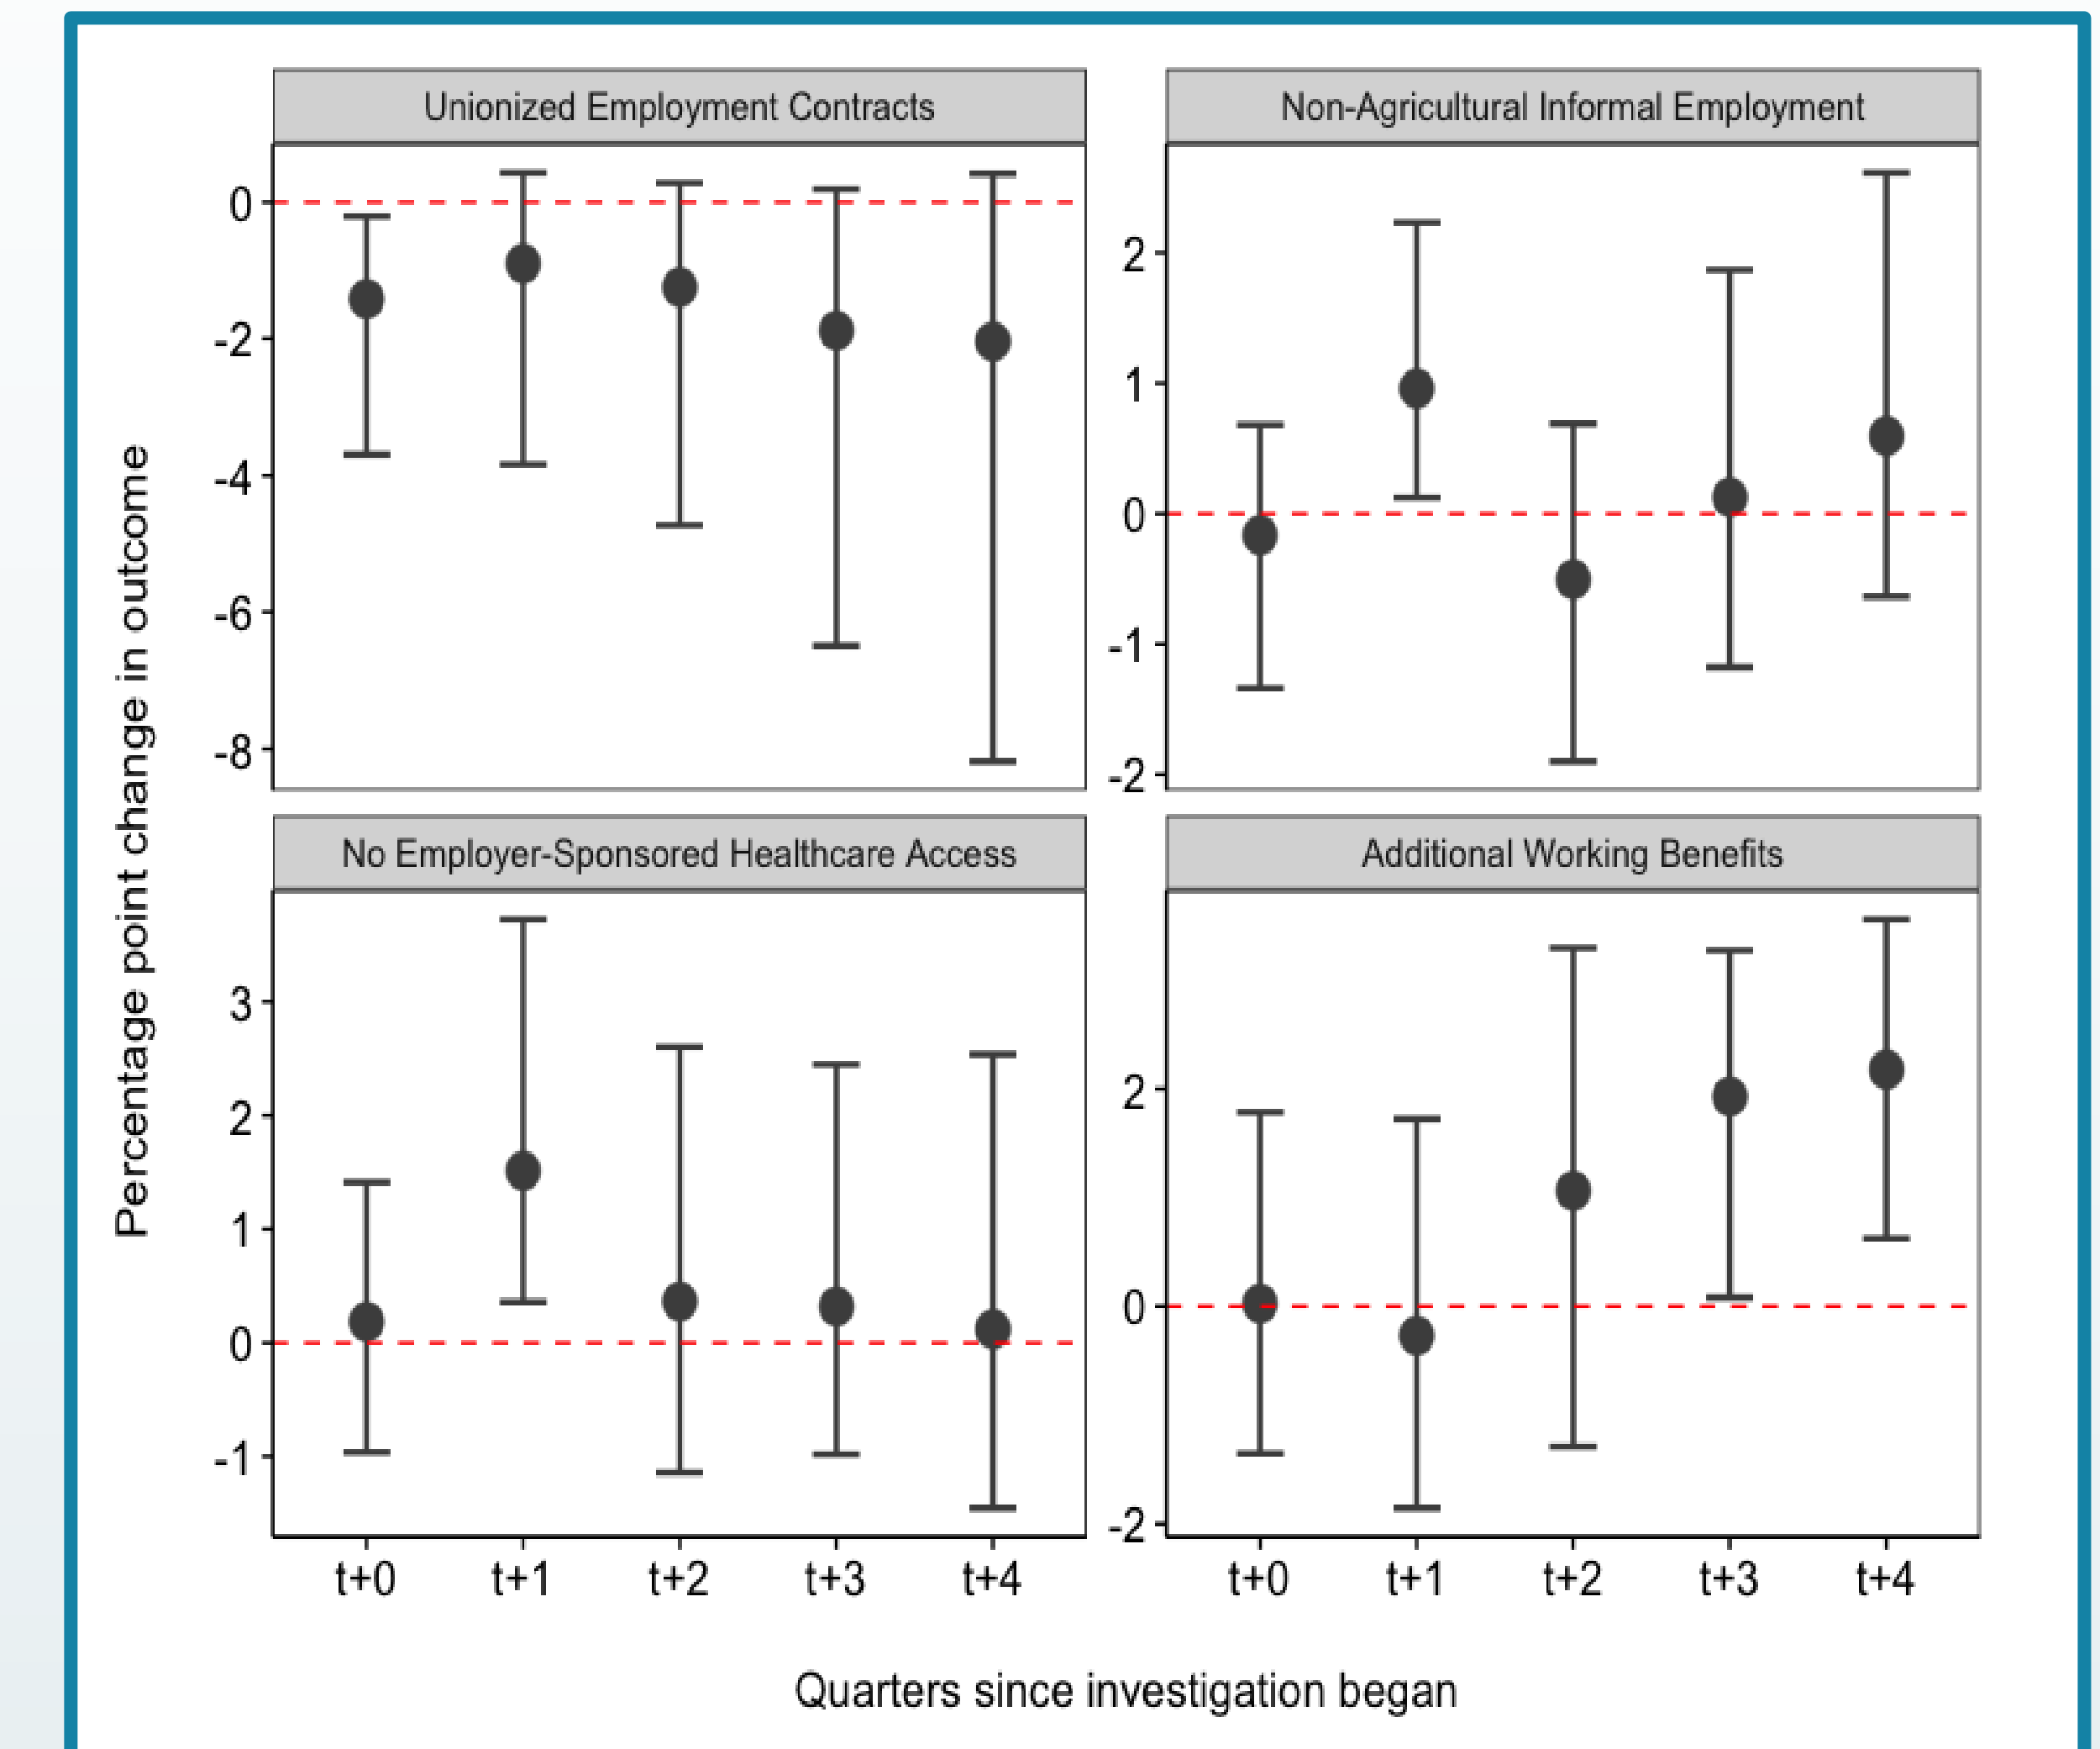 Unionized Employment Contracts
Non-Agricultural Informal Employment
0
-2
-4
-6
-8
2
1
0
-1
-2
No Employer-Sponsored Healthcare Access
Additional Working Benefits
3
2
1
0
-1
2
0
-2
t+0 t+1 t+2 t+3 t+4
t+0 t+1 t+2 t+3 t+4
Percentage point change in outcome
Quarters since investigation began